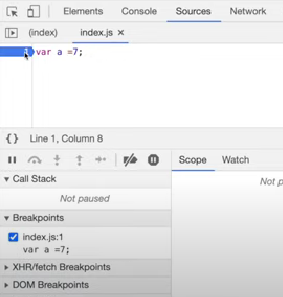 Elements Console Sources Network
(index) index.js ×
1 var a =7;
{} Line 1, Column 8
Scope Watch
Call Stack
Not paused
Not p
Breakpoints
index.js:1
var a =7;
XHR/fetch Breakpoints
DOM Breakpoints